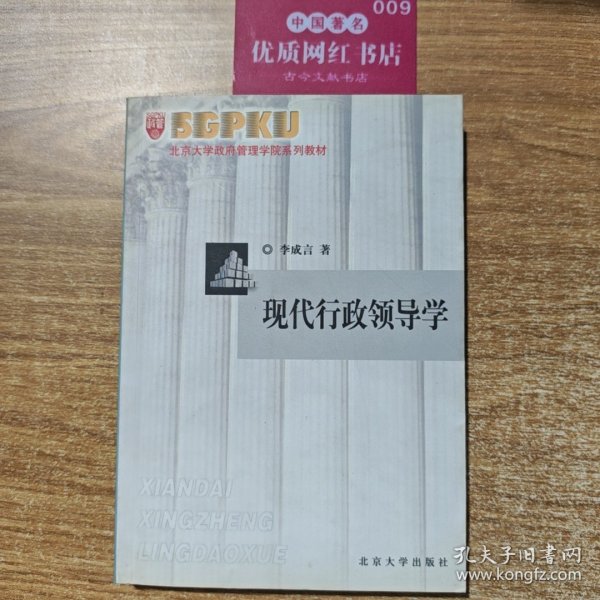 009
中国著名
优质网红书店
古今文献书店
SGPKU
北京大学政府管理学院系列教材
◎ 李成言 著
现代行政领导学
XIANDAI
XINGZHENG
LINGDAOXUE
北京大学出版社
孔夫子旧书网
www.kongfz.com